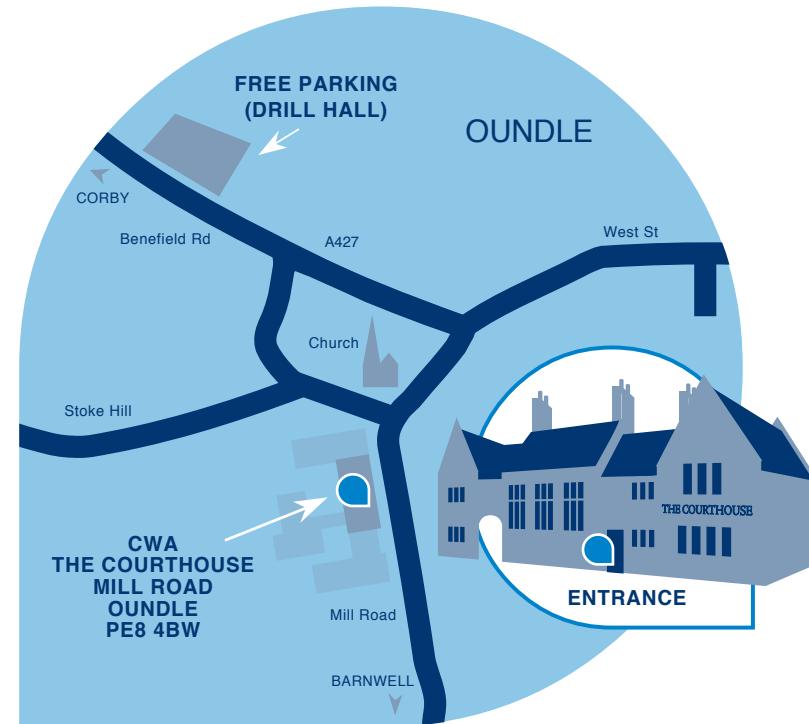 FREE PARKING
(DRILL HALL)
OUNDLE
CORBY
Benefield Rd
A427
West St
Church
Stoke Hill
THE COURTHOUSE
CWA
THE COURTHOUSE
MILL ROAD
OUNDLE
PE8 4BW
ENTRANCE
Mill Road
BARNWELL